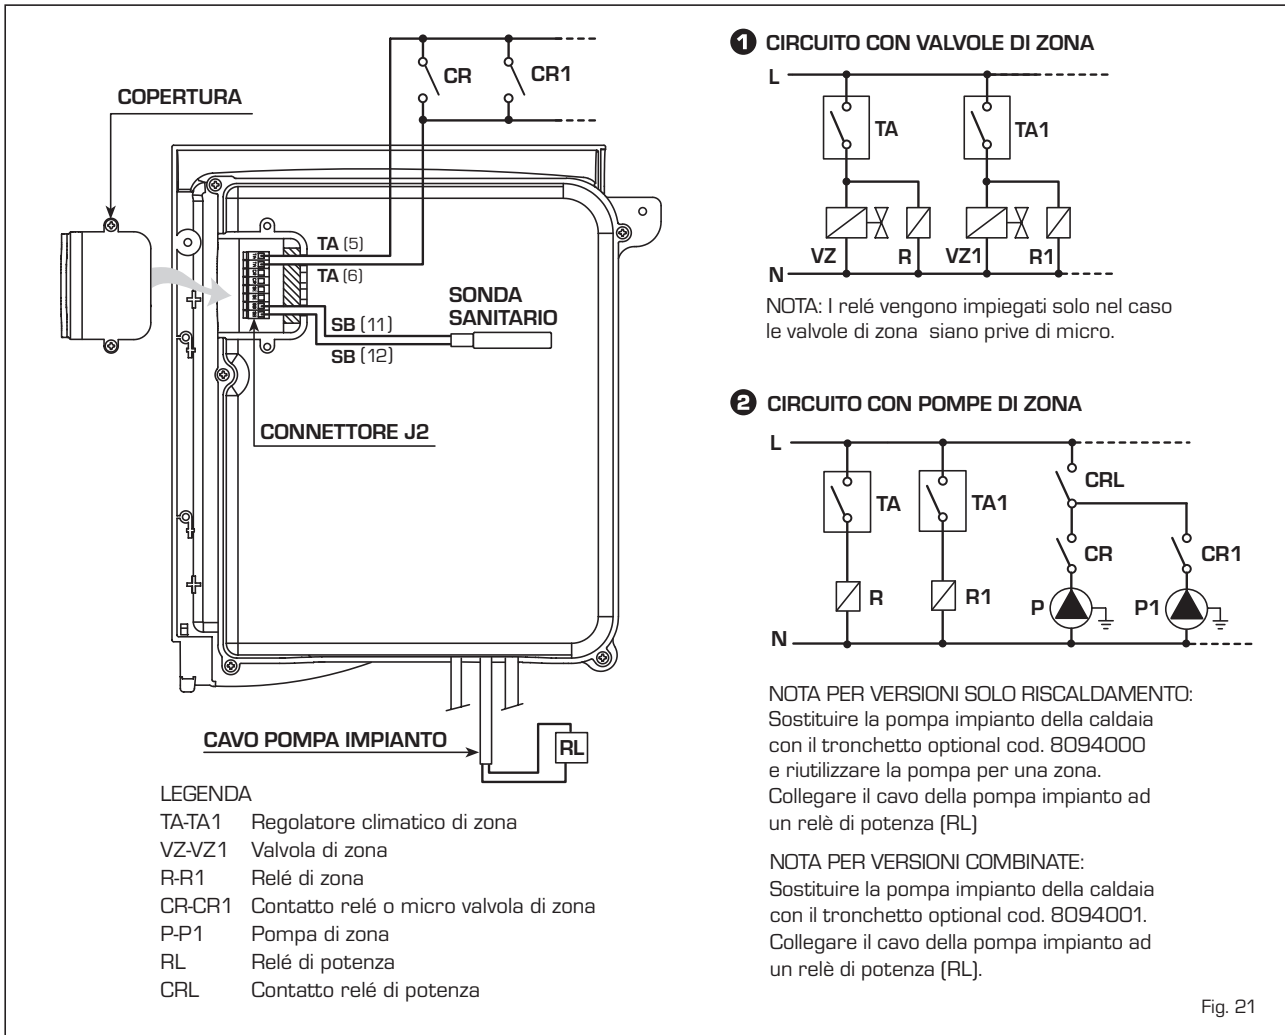 COPERTURA
CR
CR1
TA (5)
TA (6)
SONDA
SANITARIO
SB (11)
SB (12)
CONNETTORE J2
CAVO POMPA IMPIANTO
RL
LEGENDA
TA-TA1 Regolatore climatico di zona
VZ-VZ1 Valvola di zona
R-R1 Relé di zona
CR-CR1 Contatto relé o micro valvola di zona
P-P1 Pompa di zona
RL Relé di potenza
CRL Contatto relé di potenza
1 CIRCUITO CON VALVOLE DI ZONA
L
TA
TA1
VZ
R
VZ1
R1
N
NOTA: I relé vengono impiegati solo nel caso
le valvole di zona siano prive di micro.
2 CIRCUITO CON POMPE DI ZONA
L
CRL
TA
TA1
CR
CR1
R
R1
P
P1
N
NOTA PER VERSIONI SOLO RISCALDAMENTO:
Sostituire la pompa impianto della caldaia
con il tronchetto optional cod. 8094000
e riutilizzare la pompa per una zona.
Collegare il cavo della pompa impianto ad
un relè di potenza (RL)
NOTA PER VERSIONI COMBINATE:
Sostituire la pompa impianto della caldaia
con il tronchetto optional cod. 8094001.
Collegare il cavo della pompa impianto ad
un relè di potenza (RL).
Fig. 21